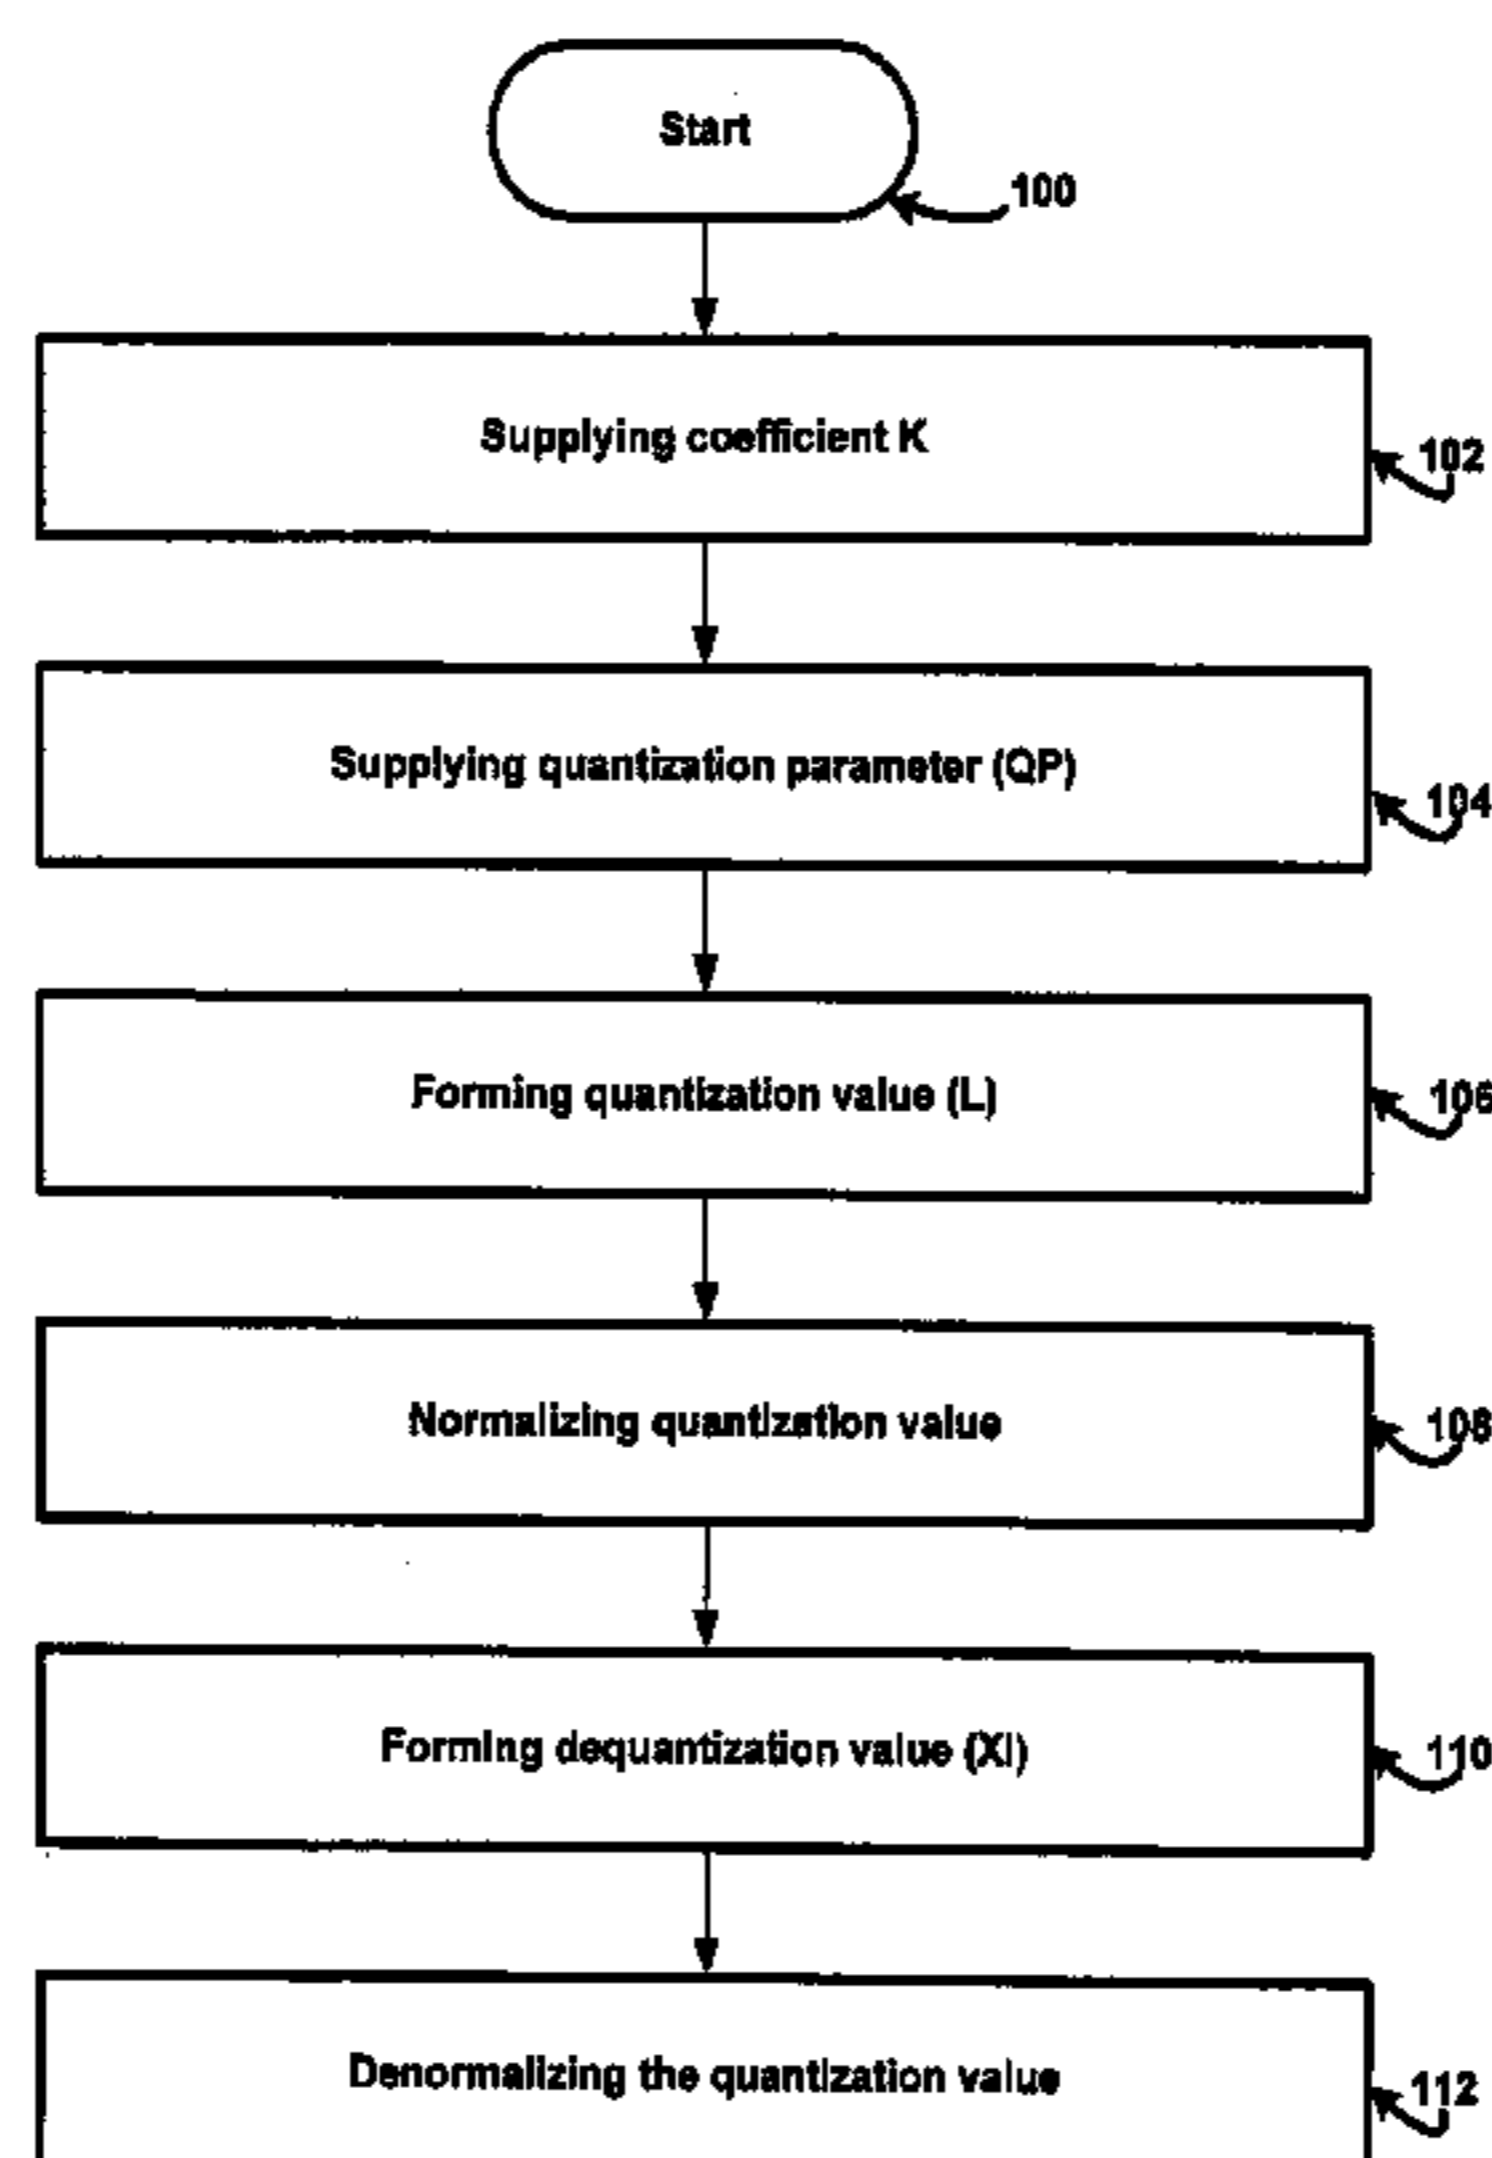 Start
100
Supplying coefficient K
102
Supplying quantization parameter (QP)
104
Forming quantization value (L)
106
Normalizing quantization value
108
Forming dequantization value (XI)
110
Denormalizing the quantization value
112